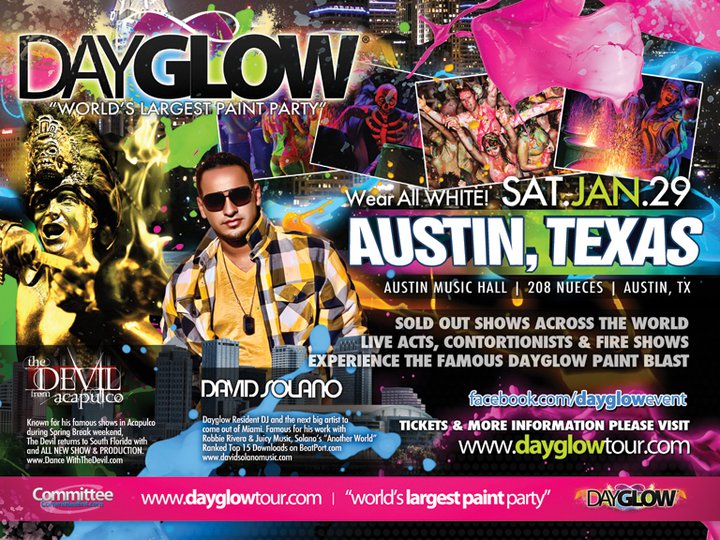 DAYGLOW®
"WORLD'S LARGEST PAINT PARTY"
Wear All WHITE! SAT.JAN.29
AUSTIN, TEXAS
AUSTIN MUSIC HALL | 208 NUECES | AUSTIN, TX
SOLD OUT SHOWS ACROSS THE WORLD
LIVE ACTS, CONTORTIONISTS & FIRE SHOWS
EXPERIENCE THE FAMOUS DAYGLOW PAINT BLAST
the
DEVIL
from acapulco
Known for his famous shows in Acapulco
during Spring Break weekend,
The Devil returns to South Florida with
and ALL NEW SHOW & PRODUCTION.
www.Dance WithTheDevil.com
DAVID SOLANO
Dayglow Resident DJ and the next big artist to
come out of Miami. Famous for his work with
Robbie Rivera & Juicy Music, Solano's "Another World"
Ranked Top 15 Downloads on BeatPort.com
www.davidsolanomusic.com
facebook.com/dayglowevent
TICKETS & MORE INFORMATION PLEASE VISIT
www.dayglowtour.com
Committee
www.dayglowtour.com | "world's largest paint party"
DAYGLOW